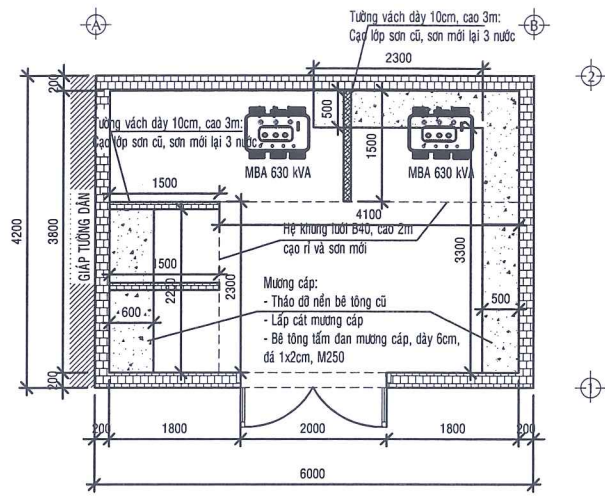 Tường vách dày 10cm, cao 3m:
Cạo lớp sơn cũ, sơn mới lại 3 nước
A
B
2300
2
200
500
Tường vách dày 10cm, cao 3m:
Cạo lớp sơn cũ, sơn mới lại 3 nước
MBA 630 kVA
MBA 630 kVA
1500
1500
4200
3800
GIÁP TƯỜNG DÂN
4100
Hệ khung lưới B40, cao 2m
cạo rỉ và sơn mới
3300
1500
2200
2300
Mương cáp:
- Tháo dỡ nền bê tông cũ
- Lấp cát mương cáp
- Bê tông tấm đan mương cáp, dày 6cm,
đá 1x2cm, M250
600
500
200
1
200
1800
2000
1800
200
6000